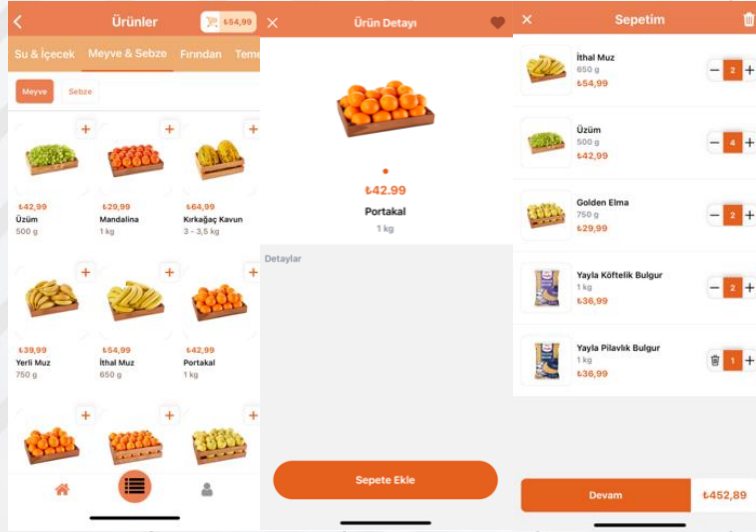 Ürünler
₺54,99
Su & İçecek
Meyve & Sebze
Fırından
Teme
Meyve
Sebze
₺42,99
Üzüm
500 g
₺29,99
Mandalina
1 kg
₺64,99
Kırkağaç Kavun
3 - 3,5 kg
₺39,99
Yerli Muz
750 g
₺54,99
İthal Muz
650 g
₺42,99
Portakal
1 kg
Ürün Detayı
₺42.99
Portakal
1 kg
Detaylar
Sepete Ekle
Sepetim
İthal Muz
650 g
₺54,99
2
Üzüm
500 g
₺42,99
4
Golden Elma
750 g
₺29,99
2
Yayla Köftelik Bulgur
1 kg
₺36,99
2
Yayla Pilavlık Bulgur
1 kg
₺36,99
1
Devam
₺452,89